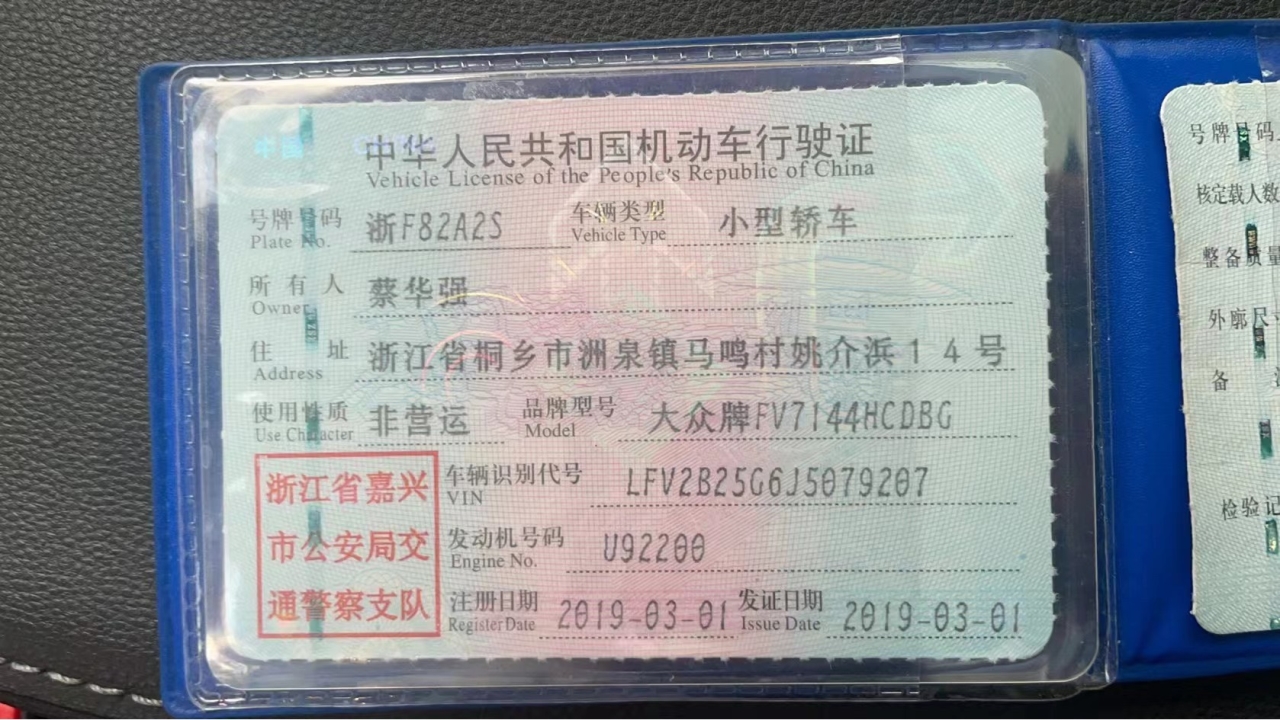 中华人民共和国机动车行驶证
Vehicle License of the People's Republic of China
号牌号码 浙F82A2S 车辆类型 小型轿车
Plate No. Vehicle Type
所有人 蔡华强
Owner
住址 浙江省桐乡市洲泉镇马鸣村姚介浜14号
Address
使用性质 非营运 品牌型号 大众牌FV7144HCDBG
Use Character Model
浙江省嘉兴
市公安局交
通警察支队
车辆识别代号 LFV2B25G6J5079207
VIN
发动机号码 U92200
Engine No.
注册日期 2019-03-01 发证日期 2019-03-01
Register Date Issue Date
号牌号码
核定载人数
整备质量
外廓尺
备
检验记